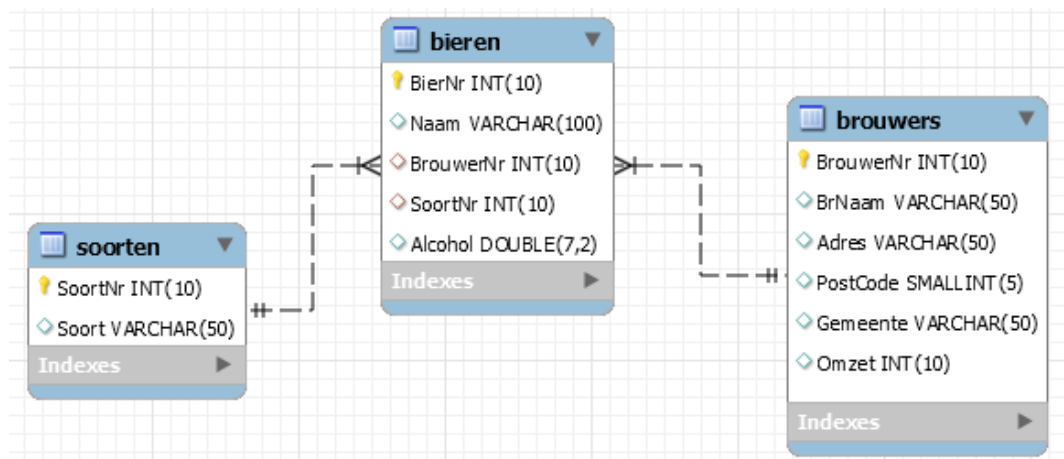 bieren
BierNr INT(10)
Naam VARCHAR(100)
BrouwerNr INT(10)
SoortNr INT(10)
Alcohol DOUBLE(7,2)
Indexes
soorten
SoortNr INT(10)
Soort VARCHAR(50)
Indexes
brouwers
BrouwerNr INT(10)
BrNaam VARCHAR(50)
Adres VARCHAR(50)
PostCode SMALLINT(5)
Gemeente VARCHAR(50)
Omzet INT(10)
Indexes